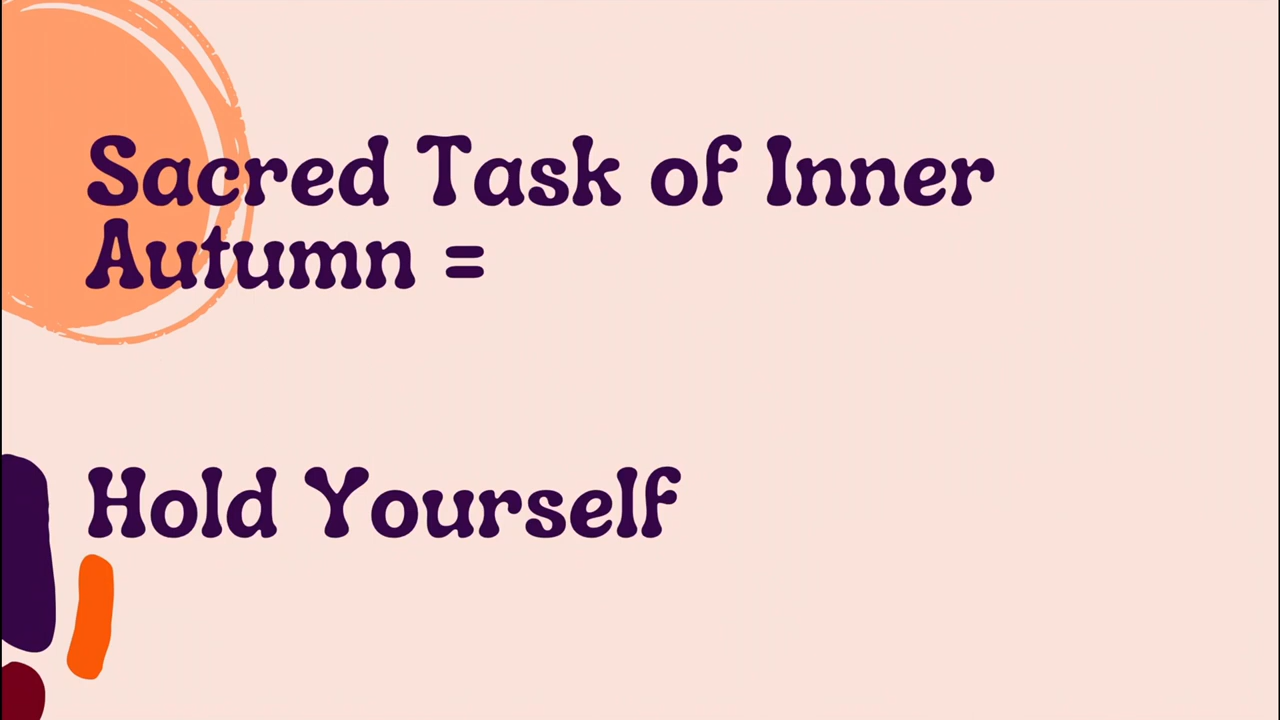 Sacred Task of Inner
Autumn =
Hold Yourself